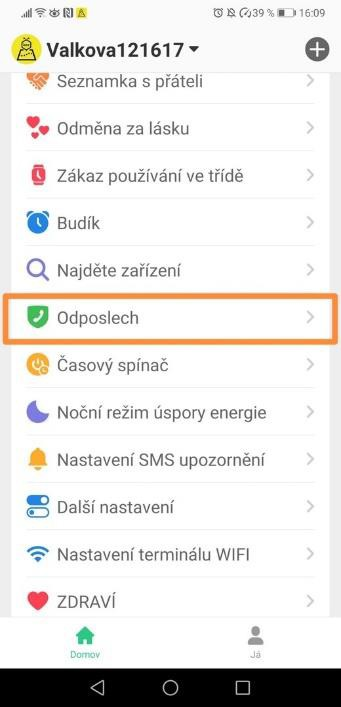 39 % 16:09
Valkova121617
Seznamka s přáteli
Odměna za lásku
Zákaz používání ve třídě
Budík
Najděte zařízení
Odposlech
Časový spínač
Noční režim úspory energie
Nastavení SMS upozornění
Další nastavení
Nastavení terminálu WIFI
ZDRAVÍ
Domov
Já